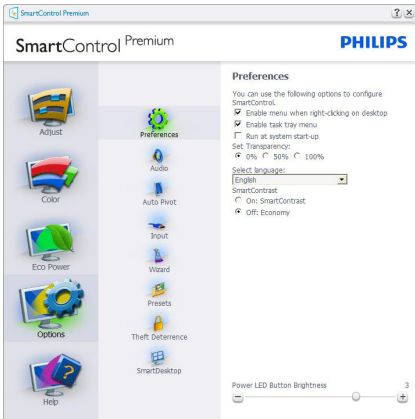 SmartControl Premium
SmartControl Premium
PHILIPS
Adjust
Color
Eco Power
Options
Help
Preferences
Audio
Auto Pivot
Input
Wizard
Presets
Theft Deterrence
SmartDesktop
Preferences
You can use the following options to configure
SmartControl.
Enable menu when right-clicking on desktop
Enable task tray menu
Run at system start-up
Set Transparency:
0% 50% 100%
Select language:
English
SmartContrast
On: SmartContrast
Off: Economy
Power LED Button Brightness 3